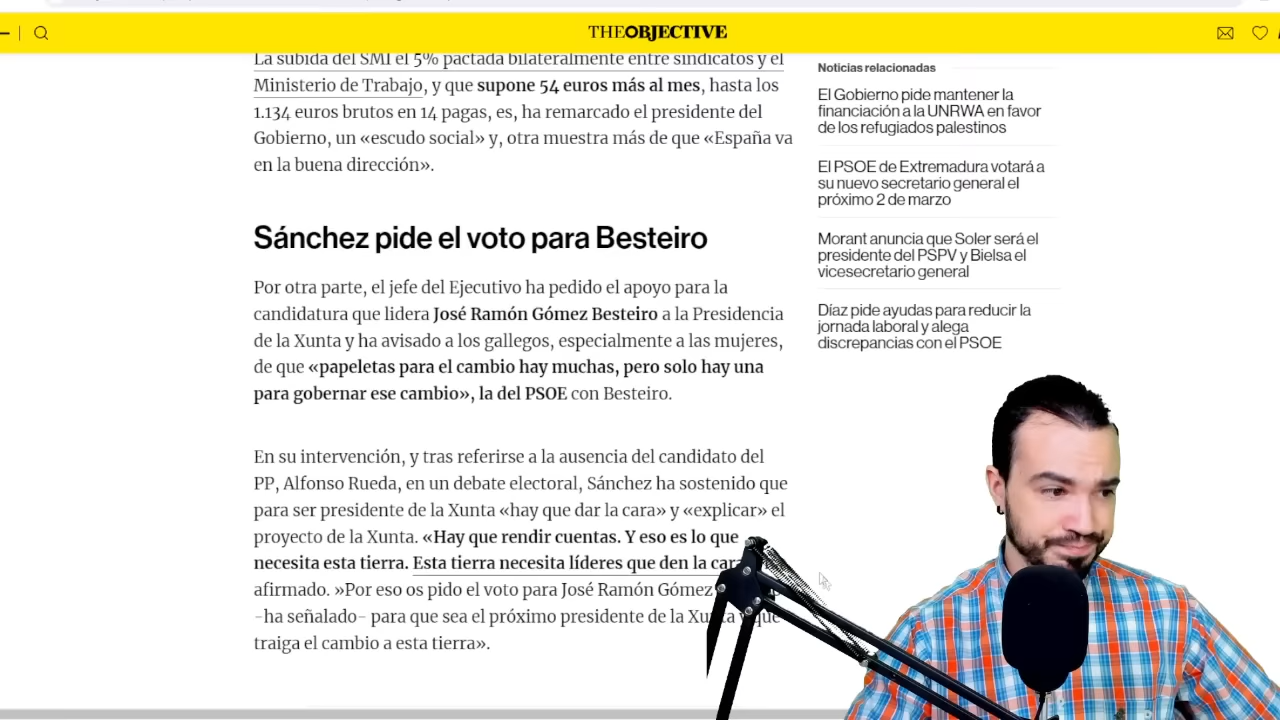 THEOBJECTIVE
La subida del SMI el 5% pactada bilateralmente entre sindicatos y el
Ministerio de Trabajo, y que supone 54 euros más al mes, hasta los
1.134 euros brutos en 14 pagas, es, ha remarcado el presidente del
Gobierno, un «escudo social» y, otra muestra más de que «España va
en la buena dirección».
Sánchez pide el voto para Besteiro
Por otra parte, el jefe del Ejecutivo ha pedido el apoyo para la
candidatura que lidera José Ramón Gómez Besteiro a la Presidencia
de la Xunta y ha avisado a los gallegos, especialmente a las mujeres,
de que «papeletas para el cambio hay muchas, pero solo hay una
para gobernar ese cambio», la del PSOE con Besteiro.
En su intervención, y tras referirse a la ausencia del candidato del
PP, Alfonso Rueda, en un debate electoral, Sánchez ha sostenido que
para ser presidente de la Xunta «hay que dar la cara» y «explicar» el
proyecto de la Xunta. «Hay que rendir cuentas. Y eso es lo que
necesita esta tierra. Esta tierra necesita líderes que den la cara
afirmado. »Por eso os pido el voto para José Ramón Gómez
-ha señalado- para que sea el próximo presidente de la Xunta y que
traiga el cambio a esta tierra».
Noticias relacionadas
El Gobierno pide mantener la
financiación a la UNRWA en favor
de los refugiados palestinos
El PSOE de Extremadura votará a
su nuevo secretario general el
próximo 2 de marzo
Morant anuncia que Soler será el
presidente del PSPV y Bielsa el
vicesecretario general
Díaz pide ayudas para reducir la
jornada laboral y alega
discrepancias con el PSOE